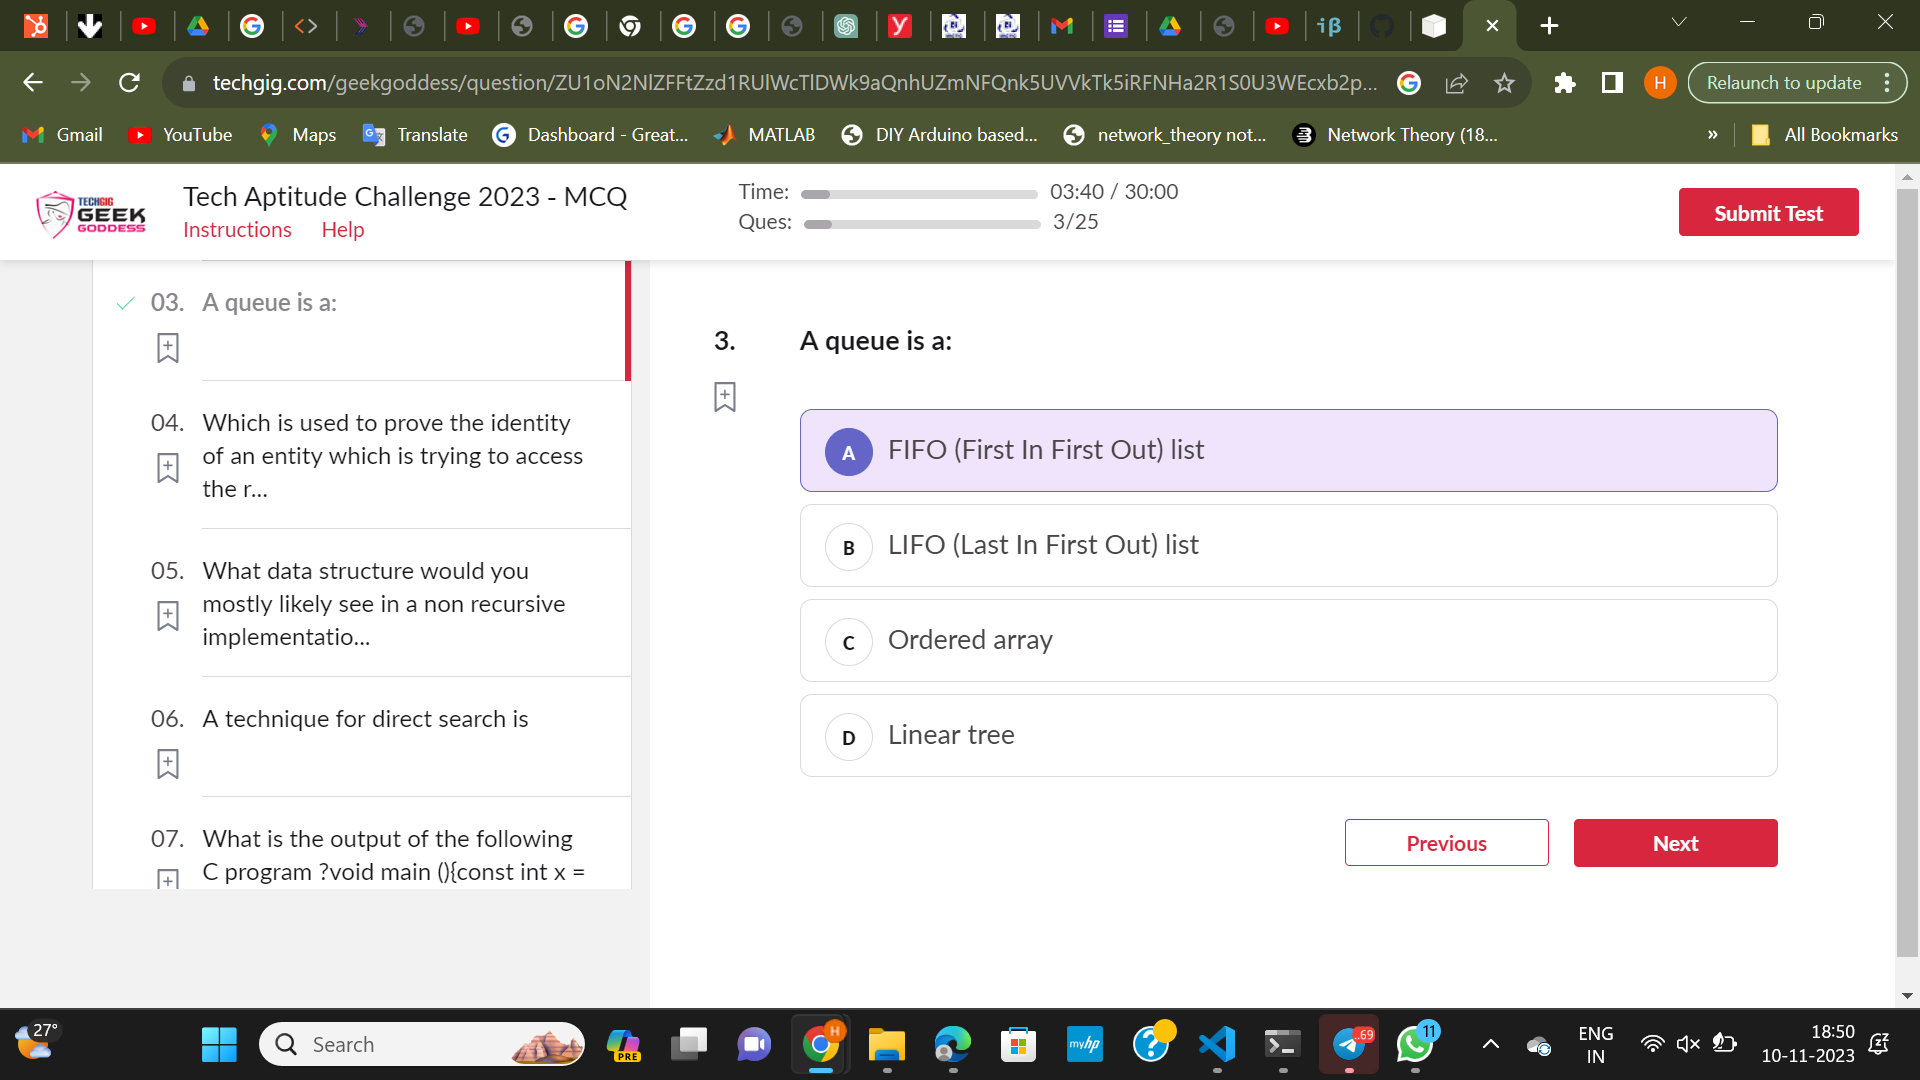 techgig.com/geekgoddess/question/ZU1oN2NlZFFtZzd1RUlWcTlDWk9aQnhUZmNFQnk5UVVkTk5iRFNHa2R1S0U3WEcxb2p...
H
Relaunch to update
Gmail
YouTube
Maps
Translate
Dashboard - Great...
MATLAB
DIY Arduino based...
network_theory not...
Network Theory (18...
»
All Bookmarks
TECHGIG
GEEK
GODDESS
Tech Aptitude Challenge 2023 - MCQ
Instructions
Help
Time:
03:40 / 30:00
Ques:
3/25
Submit Test
03. A queue is a:
04. Which is used to prove the identity
of an entity which is trying to access
the r...
05. What data structure would you
mostly likely see in a non recursive
implementatio...
06. A technique for direct search is
07. What is the output of the following
C program ?void main (){const int x =
3. A queue is a:
A FIFO (First In First Out) list
B LIFO (Last In First Out) list
C Ordered array
D Linear tree
Previous
Next
27°
Search
PRE
H
myhp
.69
11
ENG
IN
18:50
10-11-2023